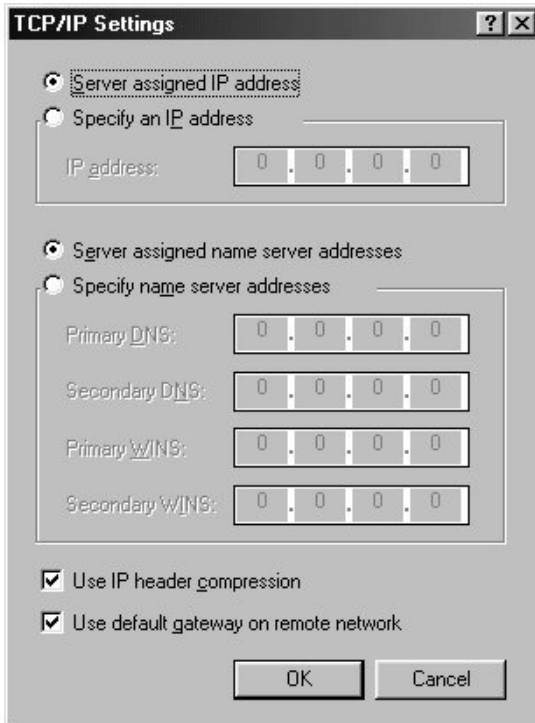 TCP/IP Settings
Server assigned IP address
Specify an IP address
IP address: 0 . 0 . 0 . 0
Server assigned name server addresses
Specify name server addresses
Primary DNS: 0 . 0 . 0 . 0
Secondary DNS: 0 . 0 . 0 . 0
Primary WINS: 0 . 0 . 0 . 0
Secondary WINS: 0 . 0 . 0 . 0
Use IP header compression
Use default gateway on remote network
OK Cancel